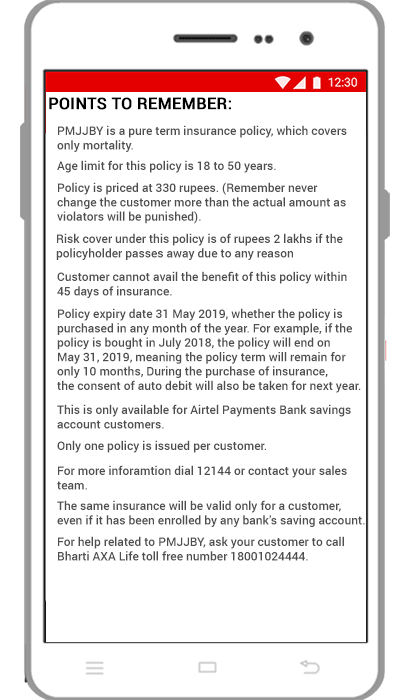 12:30
POINTS TO REMEMBER:
PMJJBY is a pure term insurance policy, which covers
only mortality.
Age limit for this policy is 18 to 50 years.
Policy is priced at 330 rupees. (Remember never
change the customer more than the actual amount as
violators will be punished).
Risk cover under this policy is of rupees 2 lakhs if the
policyholder passes away due to any reason
Customer cannot avail the benefit of this policy within
45 days of insurance.
Policy expiry date 31 May 2019, whether the policy is
purchased in any month of the year. For example, if the
policy is bought in July 2018, the policy will end on
May 31, 2019, meaning the policy term will remain for
only 10 months, During the purchase of insurance,
the consent of auto debit will also be taken for next year.
This is only available for Airtel Payments Bank savings
account customers.
Only one policy is issued per customer.
For more inforamtion dial 12144 or contact your sales
team.
The same insurance will be valid only for a customer,
even if it has been enrolled by any bank's saving account.
For help related to PMJJBY, ask your customer to call
Bharti AXA Life toll free number 18001024444.